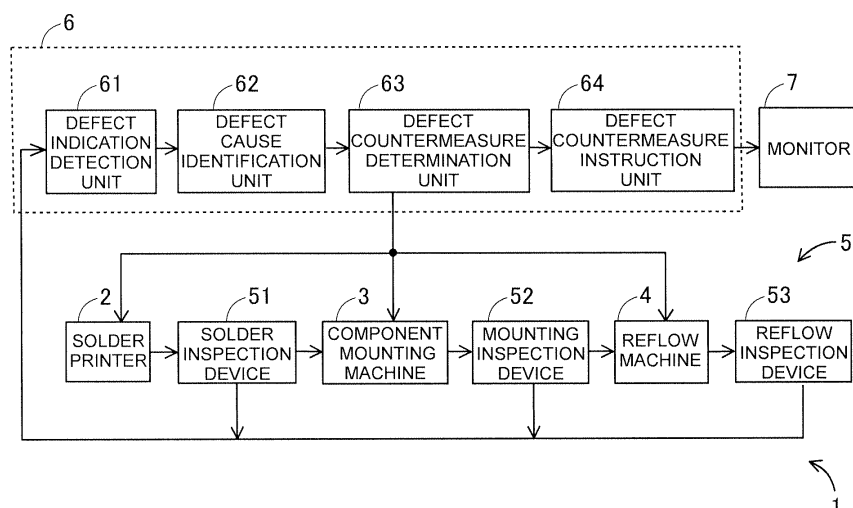 6
61
62
63
64
7
DEFECT
INDICATION
DETECTION
UNIT
DEFECT
CAUSE
IDENTIFICATION
UNIT
DEFECT
COUNTERMEASURE
DETERMINATION
UNIT
DEFECT
COUNTERMEASURE
INSTRUCTION
UNIT
MONITOR
5
2
51
3
52
4
53
SOLDER
PRINTER
SOLDER
INSPECTION
DEVICE
COMPONENT
MOUNTING
MACHINE
MOUNTING
INSPECTION
DEVICE
REFLOW
MACHINE
REFLOW
INSPECTION
DEVICE
1